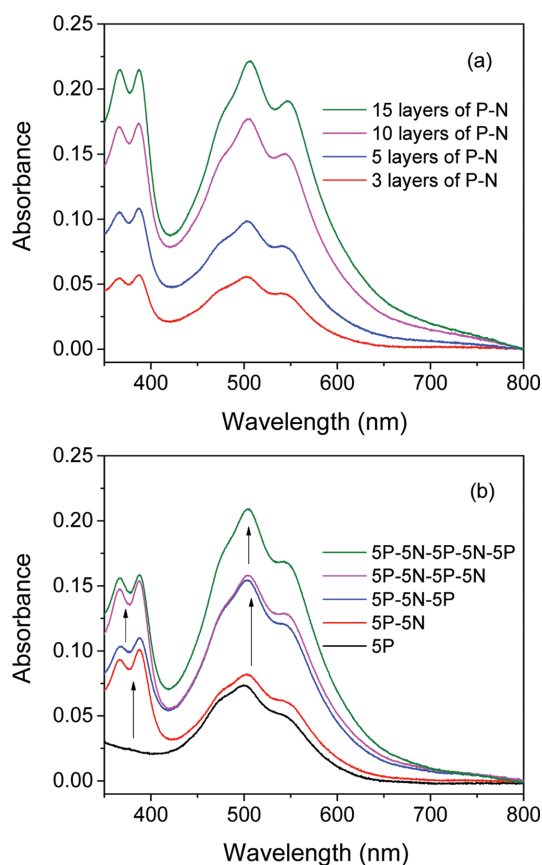 (a)
0.25
0.20
0.15
0.10
0.05
0.00
Absorbance
15 layers of P-N
10 layers of P-N
5 layers of P-N
3 layers of P-N
400 500 600 700 800
Wavelength (nm)
(b)
0.25
0.20
0.15
0.10
0.05
0.00
Absorbance
5P-5N-5P-5N-5P
5P-5N-5P-5N
5P-5N-5P
5P-5N
5P
400 500 600 700 800
Wavelength (nm)